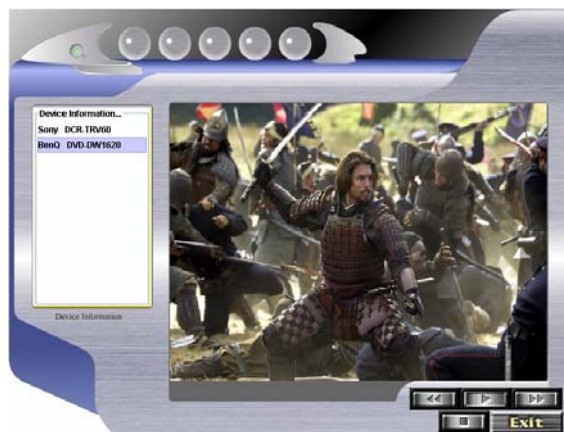 Device Information...
Sony DCR-TRV60
BenQ DVD-DW1620
Device Information
Exit